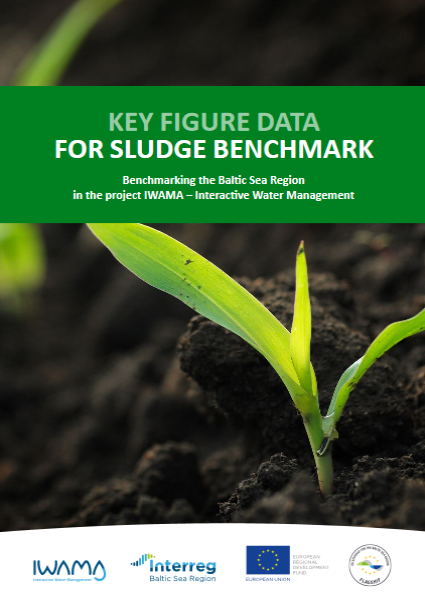 KEY FIGURE DATA
FOR SLUDGE BENCHMARK
Benchmarking the Baltic Sea Region
in the project IWAMA – Interactive Water Management
IWAMA
Interactive Water Management
Interreg
Baltic Sea Region
EUROPEAN UNION
EUROPEAN
REGIONAL
DEVELOPMENT
FUND
FLAGSHIP